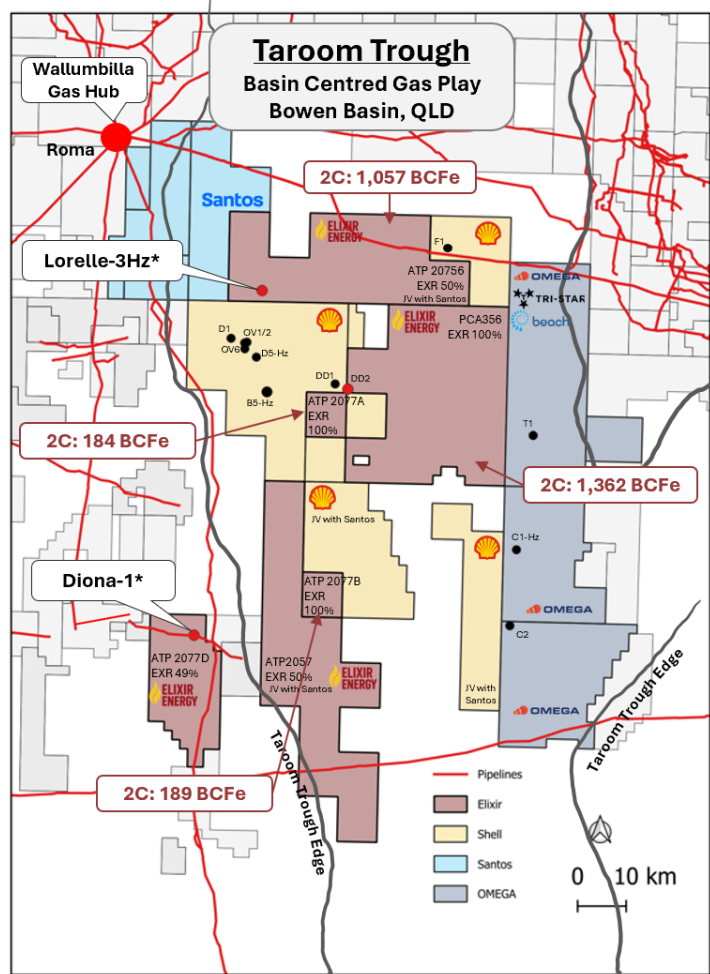 Taroom Trough
Basin Centred Gas Play
Bowen Basin, QLD
Wallumbilla
Gas Hub
Roma
Santos
2C: 1,057 BCFe
ELIXIR
ENERGY
F1
Lorelle-3Hz*
ATP 20756
EXR 50%
JV with Santos
OMEGA
TRI-STAR
beach
ELIXIR
ENERGY
PCA356
EXR 100%
D1
OV1/2
OV6
D5-Hz
B5-Hz
DD1
DD2
ATP 2077A
EXR
100%
2C: 184 BCFe
T1
2C: 1,362 BCFe
JV with Santos
C1-Hz
Diona-1*
ATP 2077B
EXR
100%
OMEGA
C2
ATP 2077D
EXR 49%
ELIXIR
ENERGY
ATP2057
EXR 50%
JV with Santos
ELIXIR
ENERGY
JV with
Santos
OMEGA
Taroom Trough Edge
Taroom Trough Edge
2C: 189 BCFe
Pipelines
Elixir
Shell
Santos
OMEGA
0 10 km